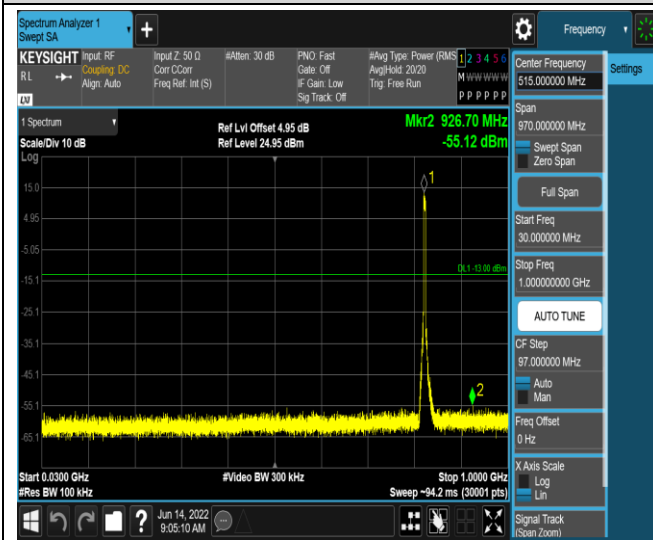 Spectrum Analyzer 1
Swept SA
+
Frequency
KEYSIGHT
RL
LXI
Input: RF
Coupling: DC
Align: Auto
Input Z: 50 Ω
Corr CCorr
Freq Ref: Int (S)
#Atten: 30 dB
PNO: Fast
Gate: Off
IF Gain: Low
Sig Track: Off
#Avg Type: Power (RMS
Avg|Hold: 20/20
Trig: Free Run
1 2 3 4 5 6
M W W W W W
P P P P P P
Center Frequency
515.000000 MHz
Settings
1 Spectrum
Scale/Div 10 dB
Log
Ref Lvl Offset 4.95 dB
Ref Level 24.95 dBm
Mkr2 926.70 MHz
-55.12 dBm
Span
970.000000 MHz
Swept Span
Zero Span
Full Span
Start Freq
30.000000 MHz
Stop Freq
1.000000000 GHz
AUTO TUNE
CF Step
97.000000 MHz
Auto
Man
Freq Offset
0 Hz
X Axis Scale
Log
Lin
Signal Track
(Span Zoom)
15.0
4.95
-5.05
-15.1
-25.1
-35.1
-45.1
-55.1
-65.1
1
DL1 -13.00 dBm
2
Start 0.0300 GHz
#Res BW 100 kHz
#Video BW 300 kHz
Stop 1.0000 GHz
Sweep ~94.2 ms (30001 pts)
?
Jun 14, 2022
9:05:10 AM